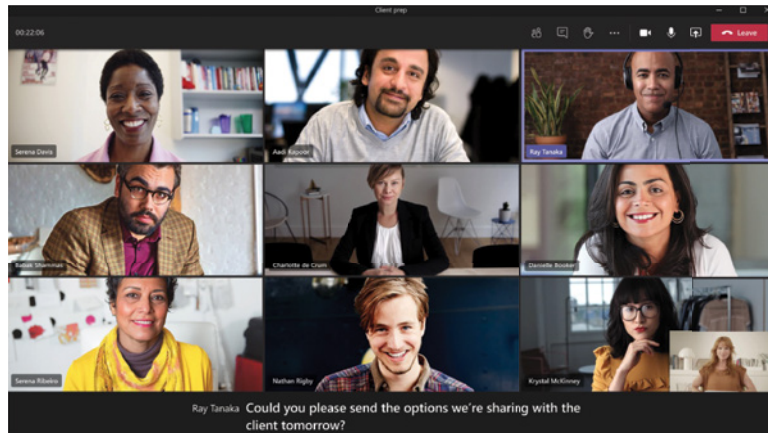 Client prep
00:22:06
Leave
Serena Davis
Aadi Kapoor
Ray Tanaka
Babak Shammas
Charlotte de Crum
Danielle Booker
Serena Ribeiro
Nathan Rigby
Krystal McKinney
Ray Tanaka Could you please send the options we're sharing with the
client tomorrow?